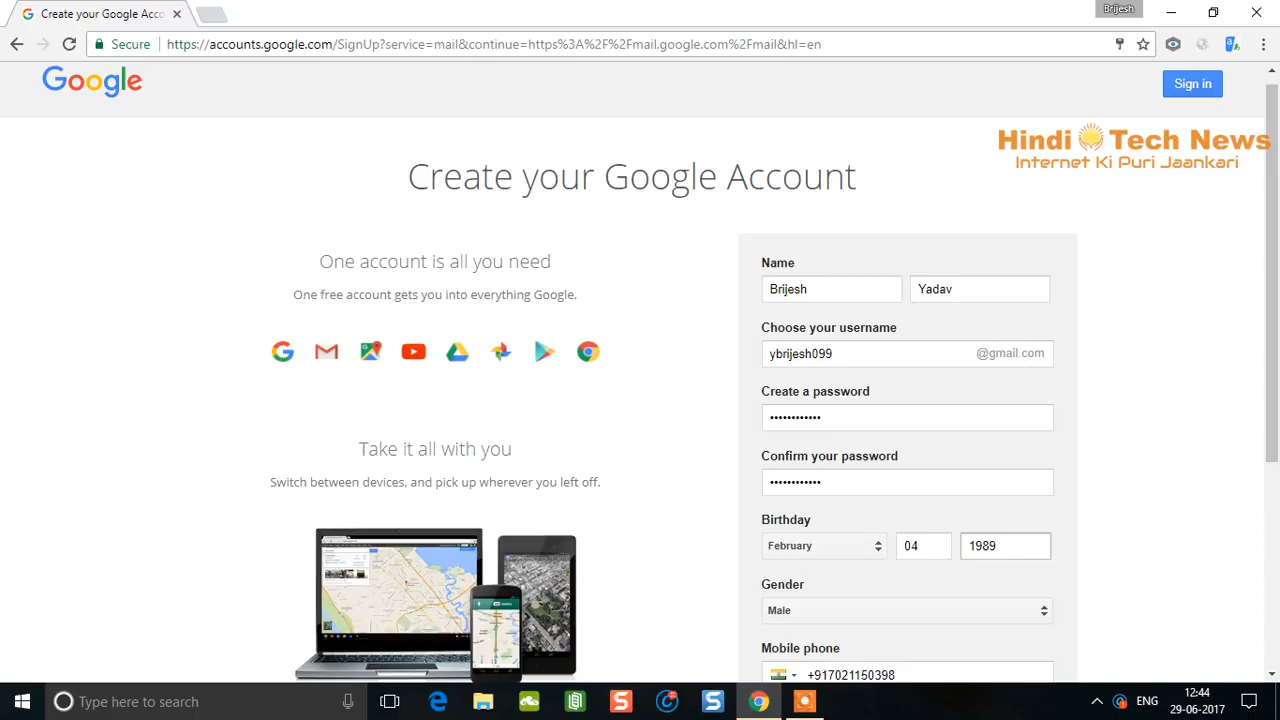 Create your Google Acco
Brijesh
Secure
https://accounts.google.com/SignUp?service=mail&continue=https%3A%2F%2Fmail.google.com%2Fmail&hl=en
Google
Sign in
Hindi Tech News
Internet Ki Puri Jaankari
Create your Google Account
One account is all you need
One free account gets you into everything Google.
Take it all with you
Switch between devices, and pick up wherever you left off.
Name
Brijesh Yadav
Choose your username
ybrijesh099 @gmail.com
Create a password
••••••••••••
Confirm your password
••••••••••••
Birthday
February 04 1989
Gender
Male
Mobile phone
+917021150398
Type here to search
ENG
12:44
29-06-2017